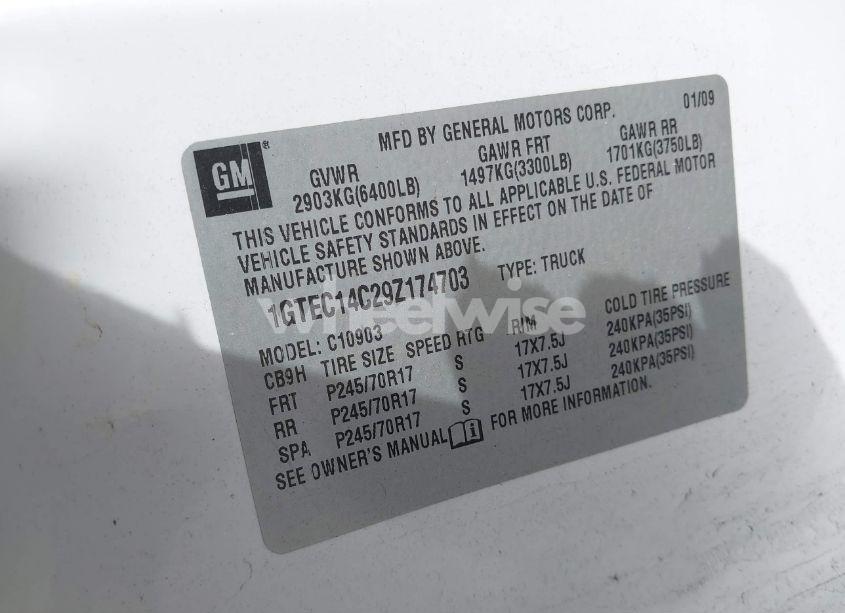 01/09
MFD BY GENERAL MOTORS CORP.
GM®
GVWR GAWR FRT GAWR RR
2903KG(6400LB) 1497KG(3300LB) 1701KG(3750LB)
THIS VEHICLE CONFORMS TO ALL APPLICABLE U.S. FEDERAL MOTOR
VEHICLE SAFETY STANDARDS IN EFFECT ON THE DATE OF
MANUFACTURE SHOWN ABOVE.
1GTEC14C29Z174703 TYPE: TRUCK
wheelwise
MODEL: C10903
CB9H TIRE SIZE SPEED RTG RIM COLD TIRE PRESSURE
FRT P245/70R17 S 17X7.5J 240KPA(35PSI)
RR P245/70R17 S 17X7.5J 240KPA(35PSI)
SPA P245/70R17 S 17X7.5J 240KPA(35PSI)
SEE OWNER'S MANUAL FOR MORE INFORMATION.